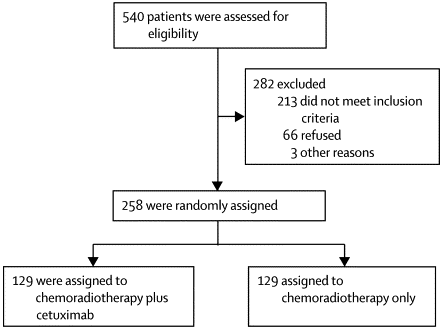 540 patients were assessed for
eligibility
282 excluded
213 did not meet inclusion
criteria
66 refused
3 other reasons
258 were randomly assigned
129 were assigned to
chemoradiotherapy plus
cetuximab
129 assigned to
chemoradiotherapy only